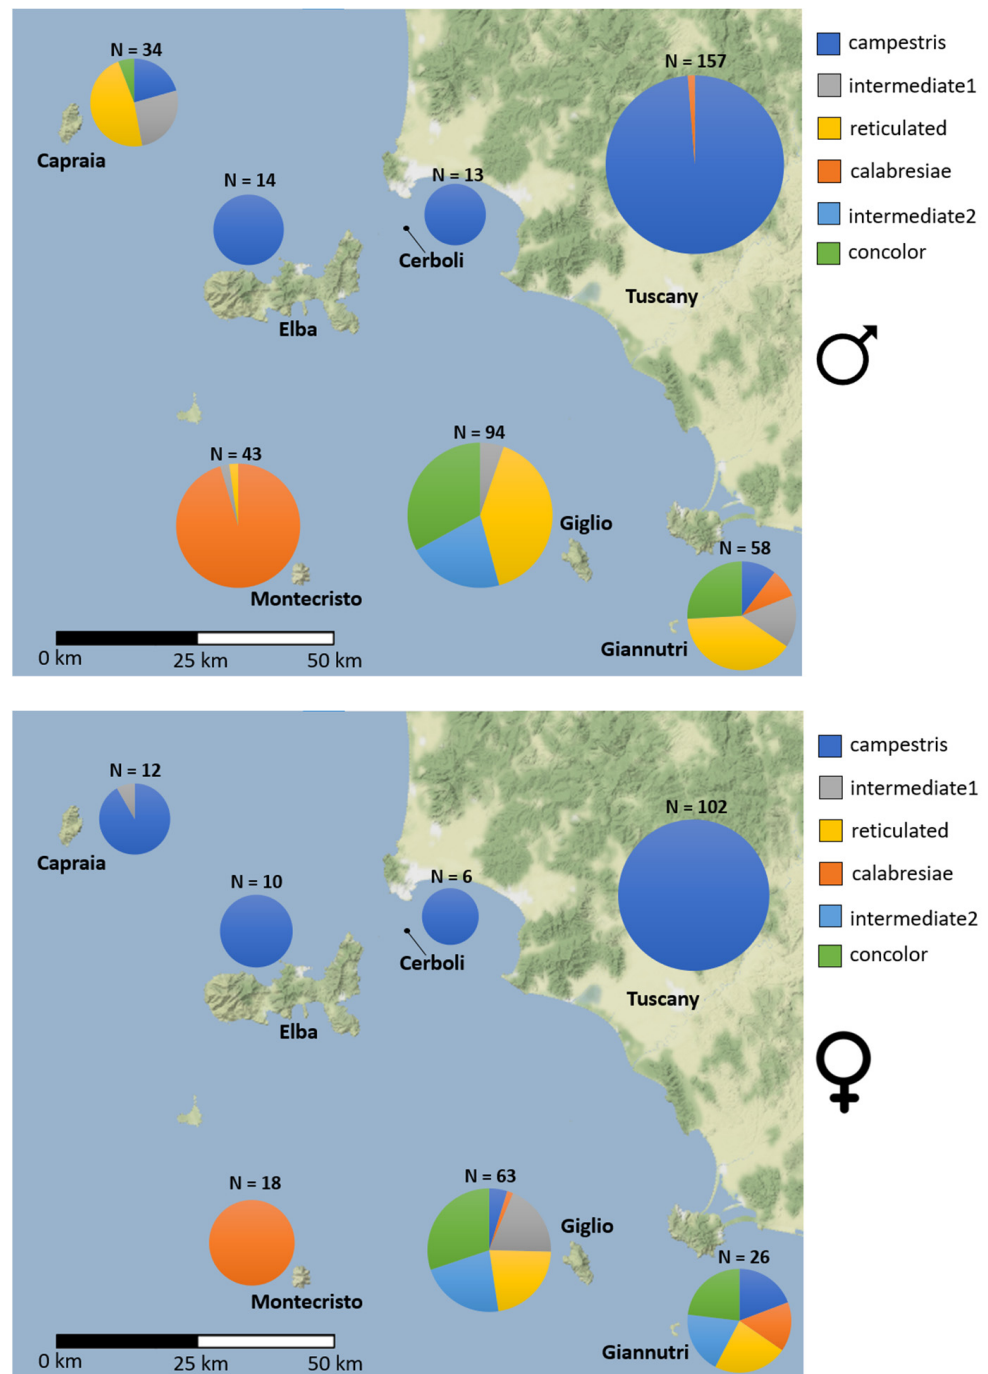 N = 34
Capraia
N = 14
Elba
N = 13
Cerboli
N = 157
Tuscany
N = 43
Montecristo
N = 94
Giglio
N = 58
Giannutri
0 km
25 km
50 km
campestris
intermediate1
reticulated
calabresiae
intermediate2
concolor
N = 12
Capraia
N = 10
Elba
N = 6
Cerboli
N = 102
Tuscany
N = 18
Montecristo
N = 63
Giglio
N = 26
Giannutri
0 km
25 km
50 km
campestris
intermediate1
reticulated
calabresiae
intermediate2
concolor